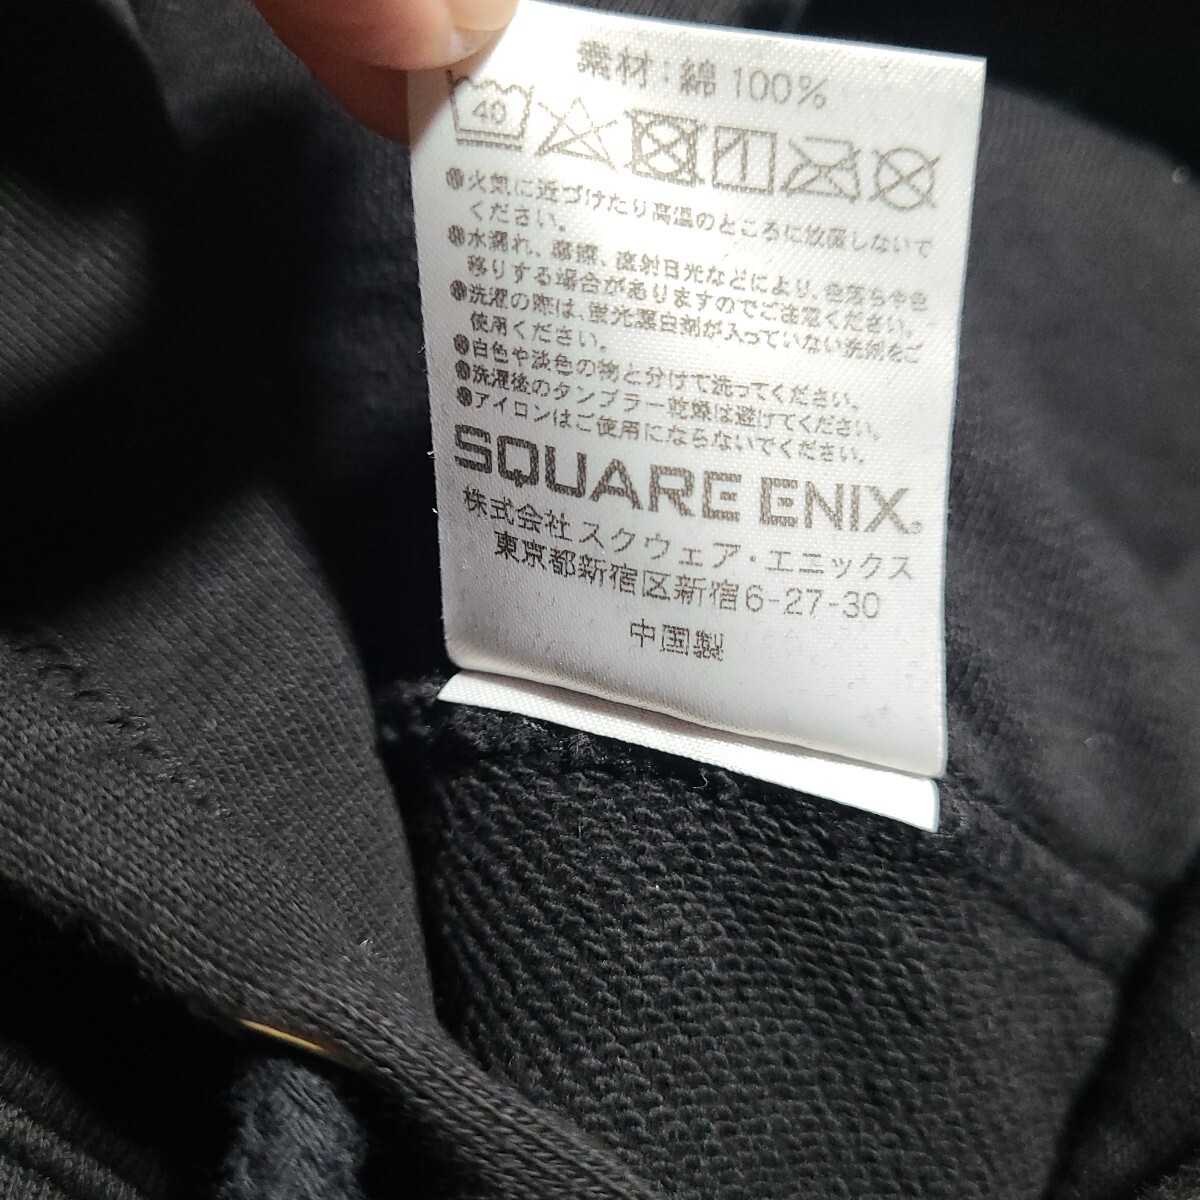 素材：綿 100%
40
●火気に近づけたり高温のところに放置しないで
ください。
●水濡れ、摩擦、直射日光などにより、色落ちや色
移りする場合がありますのでご注意ください。
●洗濯の際は、蛍光漂白剤が入っていない洗剤をご
使用ください。
●白色や淡色の物と分けて洗ってください。
●洗濯後のタンブラー乾燥は避けてください。
●アイロンはご使用にならないでください。
SQUARE ENIX.
株式会社 スクウェア・エニックス
東京都新宿区新宿6-27-30
中国製